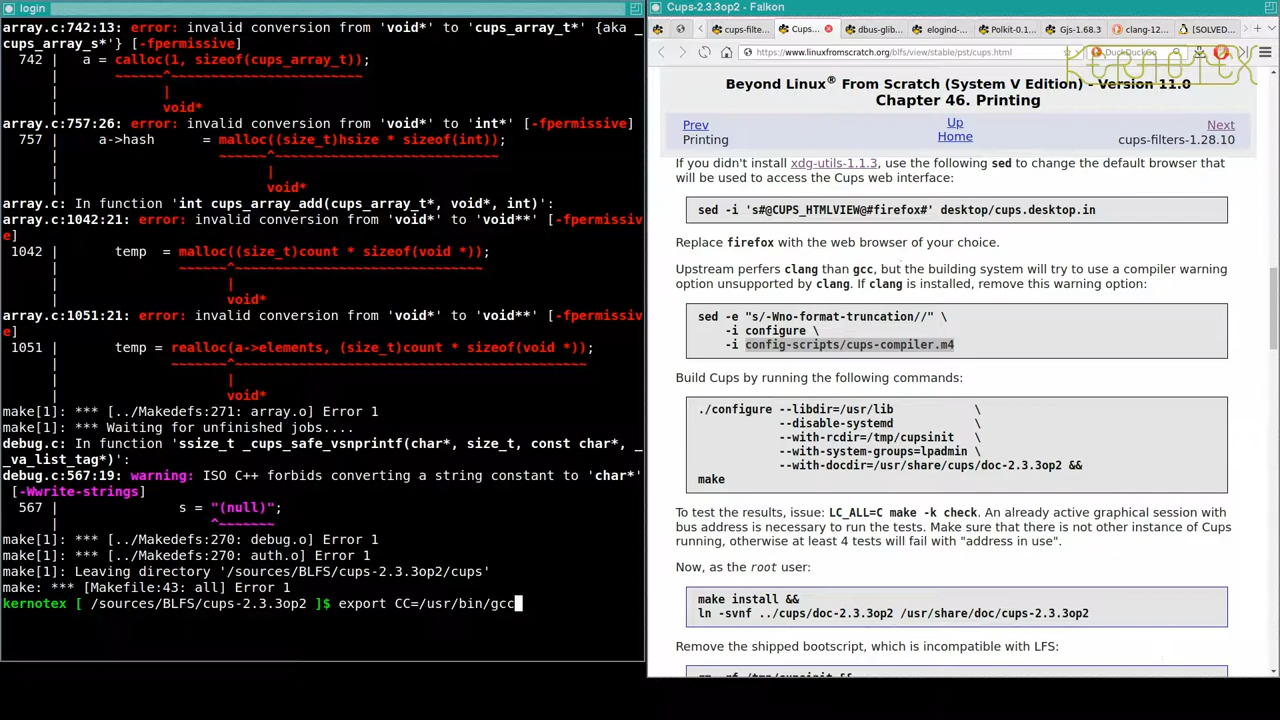 login
array.c:742:13: error: invalid conversion from 'void*' to 'cups_array_t*' {aka _
cups_array_s*'} [-fpermissive]
742 | a = calloc(1, sizeof(cups_array_t));
| ~~~~~~^~~~~~~~~~~~~~~~~~~~~~~~~
| |
| void*
array.c:757:26: error: invalid conversion from 'void*' to 'int*' [-fpermissive]
757 | a->hash = malloc((size_t)hsize * sizeof(int));
| ~~~~~~^~~~~~~~~~~~~~~~~~~~~~~~~~~~~
| |
| void*
array.c: In function 'int cups_array_add(cups_array_t*, void*, int)':
array.c:1042:21: error: invalid conversion from 'void*' to 'void**' [-fpermissiv
e]
1042 | temp = malloc((size_t)count * sizeof(void *));
| ~~~~~~^~~~~~~~~~~~~~~~~~~~~~~~~~~~~~~~
| |
| void*
array.c:1051:21: error: invalid conversion from 'void*' to 'void**' [-fpermissiv
e]
1051 | temp = realloc(a->elements, (size_t)count * sizeof(void *));
| ~~~~~~~^~~~~~~~~~~~~~~~~~~~~~~~~~~~~~~~~~~~~~~~~~~~
| |
| void*
make[1]: *** [../Makedefs:271: array.o] Error 1
make[1]: *** Waiting for unfinished jobs....
debug.c: In function 'ssize_t _cups_safe_vsnprintf(char*, size_t, const char*, _
_va_list_tag*)':
debug.c:567:19: warning: ISO C++ forbids converting a string constant to 'char*'
[-Wwrite-strings]
567 | s = "(null)";
| ^~~~~~~~
make[1]: *** [../Makedefs:270: debug.o] Error 1
make[1]: *** [../Makedefs:270: auth.o] Error 1
make[1]: Leaving directory '/sources/BLFS/cups-2.3.3op2/cups'
make: *** [Makefile:43: all] Error 1
kernotex [ /sources/BLFS/cups-2.3.3op2 ]$ export CC=/usr/bin/gcc
Cups-2.3.3op2 - Falkon
cups-filte... Cups... dbus-glib... elogind-... Polkit-0.1... Gjs-1.68.3 clang-12... [SOLVED...
https://www.linuxfromscratch.org/blfs/view/stable/pst/cups.html DuckDuckGo
KERNOTEX
Beyond Linux® From Scratch (System V Edition) - Version 11.0
Chapter 46. Printing
Prev Up Next
Printing Home cups-filters-1.28.10
If you didn't install xdg-utils-1.1.3, use the following sed to change the default browser that
will be used to access the Cups web interface:
sed -i 's#@CUPS_HTMLVIEW@#firefox#' desktop/cups.desktop.in
Replace firefox with the web browser of your choice.
Upstream perfers clang than gcc, but the building system will try to use a compiler warning
option unsupported by clang. If clang is installed, remove this warning option:
sed -e "s/-Wno-format-truncation//" \
-i configure \
-i config-scripts/cups-compiler.m4
Build Cups by running the following commands:
./configure --libdir=/usr/lib \
--disable-systemd \
--with-rcdir=/tmp/cupsinit \
--with-system-groups=lpadmin \
--with-docdir=/usr/share/cups/doc-2.3.3op2 &&
make
To test the results, issue: LC_ALL=C make -k check. An already active graphical session with
bus address is necessary to run the tests. Make sure that there is not other instance of Cups
running, otherwise at least 4 tests will fail with "address in use".
Now, as the root user:
make install &&
ln -svnf ../cups/doc-2.3.3op2 /usr/share/doc/cups-2.3.3op2
Remove the shipped bootscript, which is incompatible with LFS: